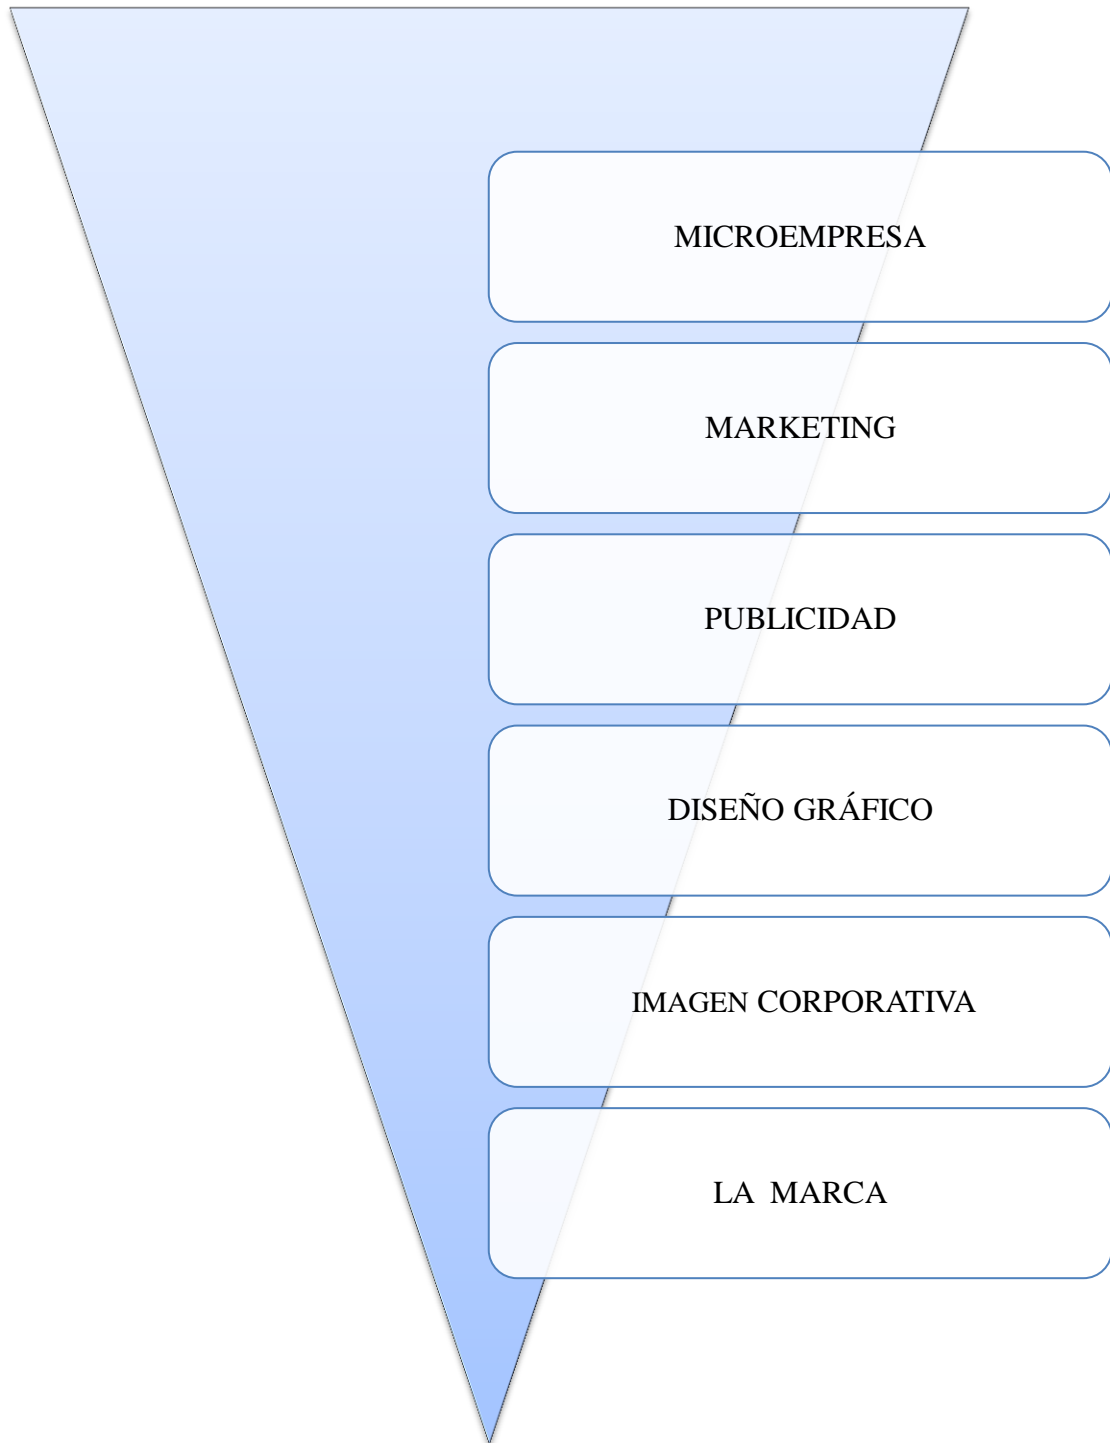 MICROEMPRESA
MARKETING
PUBLICIDAD
DISEÑO GRÁFICO
IMAGEN CORPORATIVA
LA MARCA